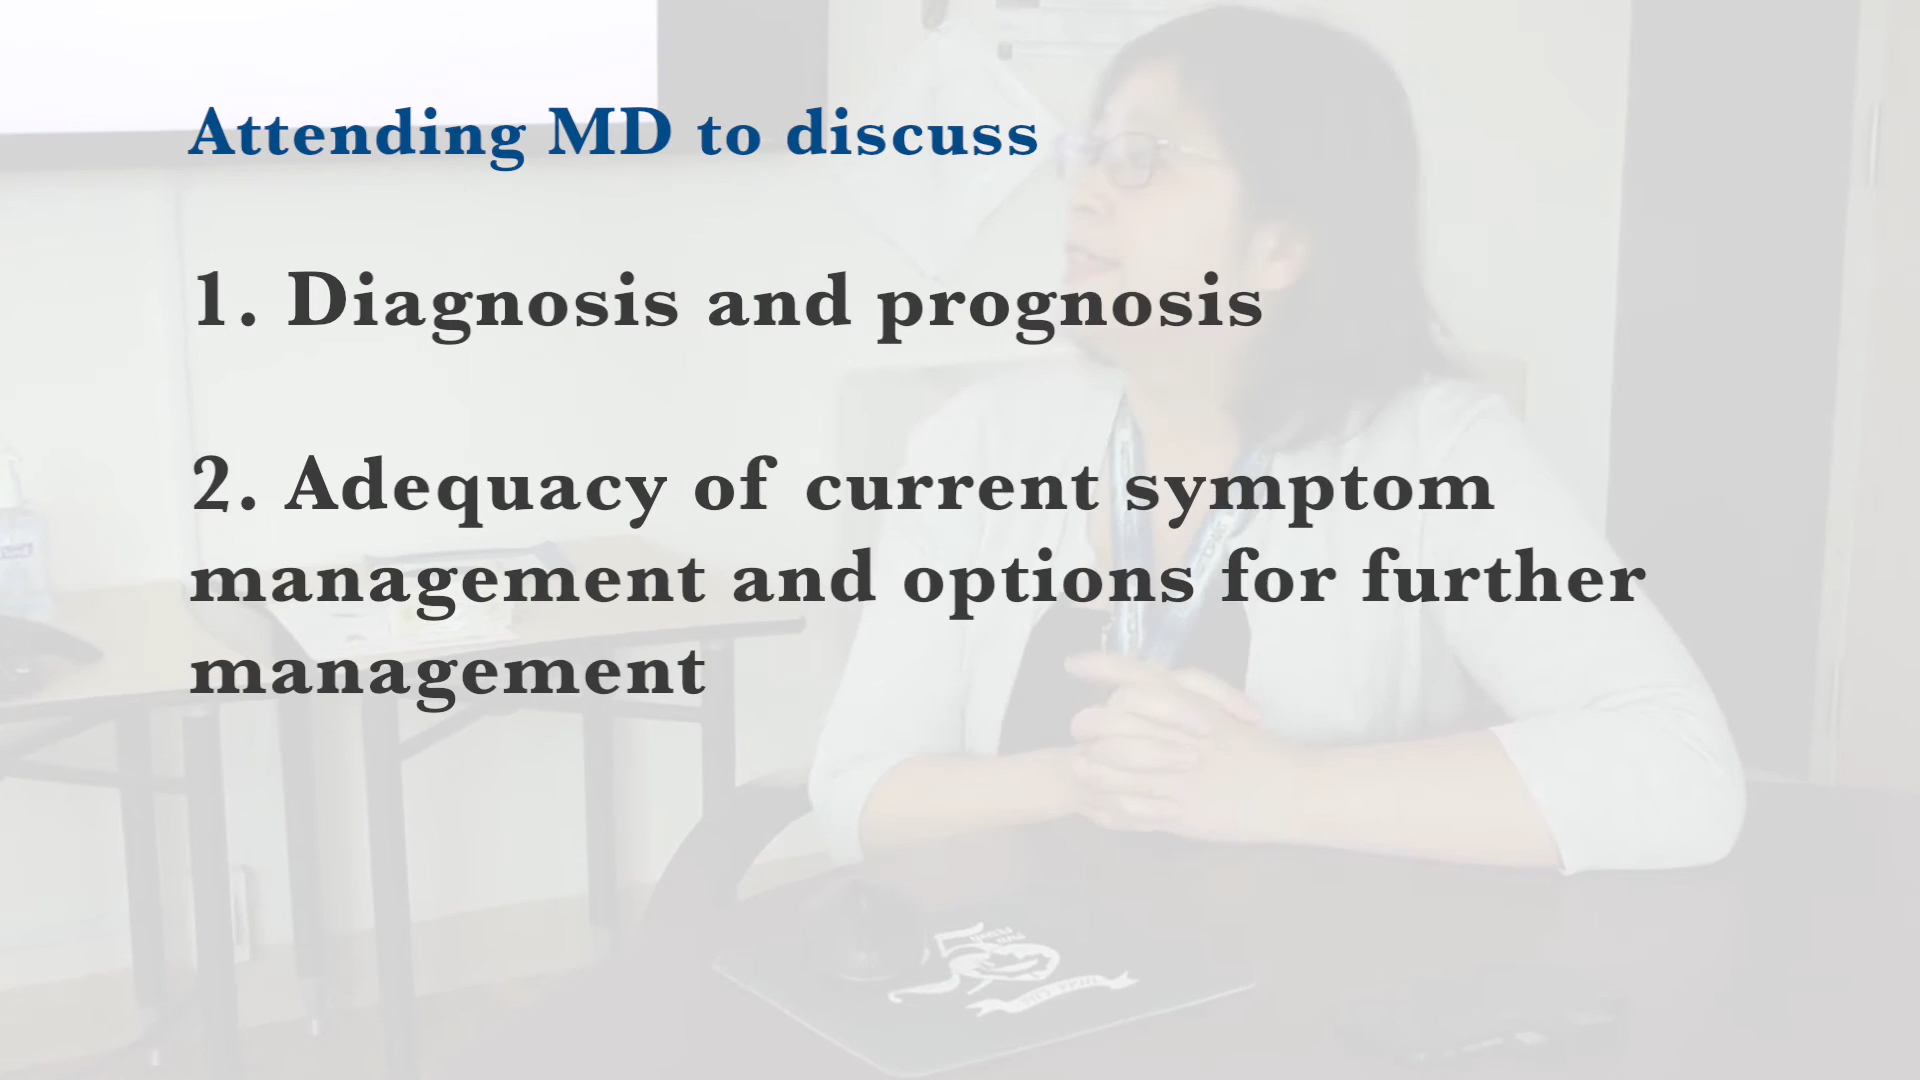 Attending MD to discuss
1. Diagnosis and prognosis
2. Adequacy of current symptom
management and options for further
management
50